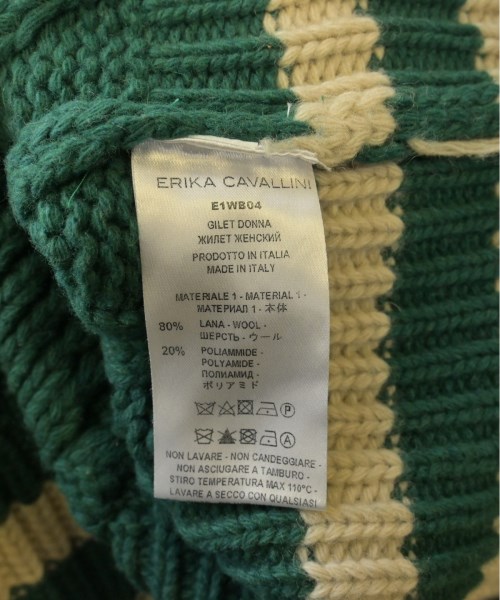 ERIKA CAVALLINI
E1WB04
GILET DONNA
ЖИЛЕТ ЖЕНСКИЙ
PRODOTTO IN ITALIA
MADE IN ITALY
MATERIALE 1 - MATERIAL 1 -
МАТЕРИАЛ 1 - 本体
80% LANA - WOOL -
ШЕРСТЬ - ウール
20% POLIAMMIDE -
POLYAMIDE -
ПОЛИАМИД -
ポリアミド
P
A
NON LAVARE - NON CANDEGGIARE -
NON ASCIUGARE A TAMBURO -
STIRO TEMPERATURA MAX 110°C -
LAVARE A SECCO CON QUALSIASI